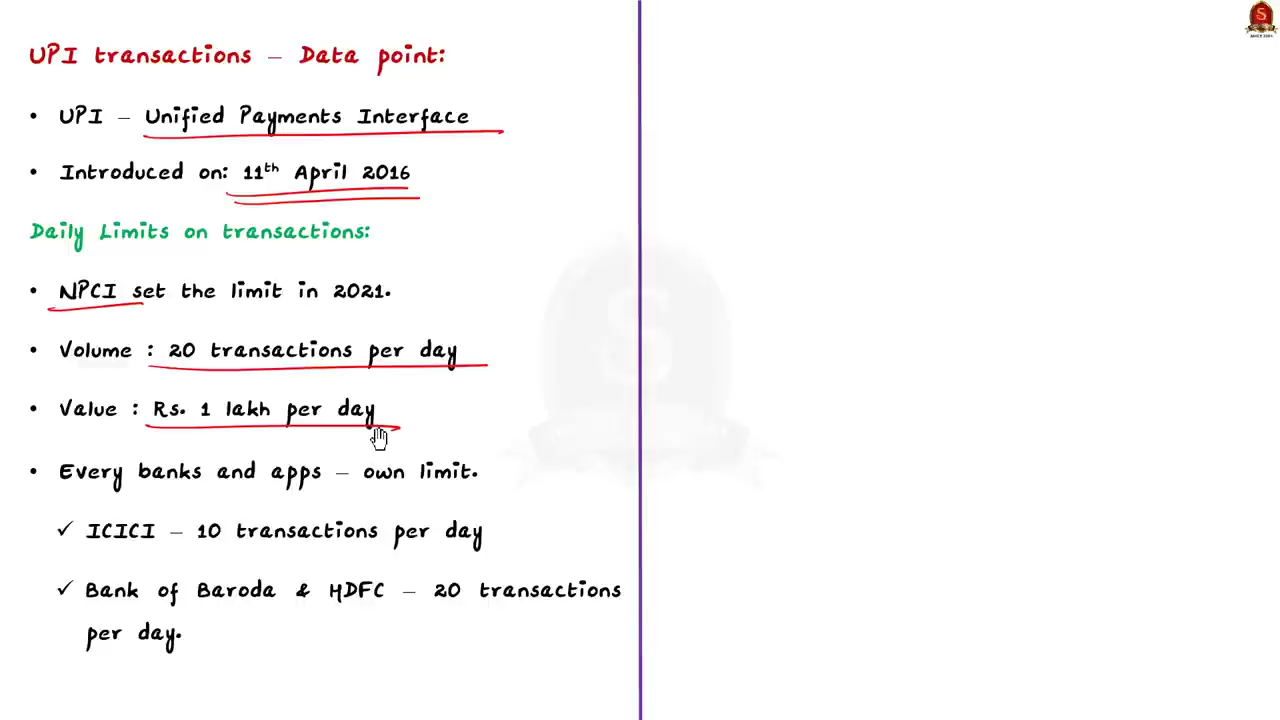 UPI transactions – Data point:
• UPI – Unified Payments Interface
• Introduced on: 11th April 2016
Daily Limits on transactions:
• NPCI set the limit in 2021.
• Volume : 20 transactions per day
• Value : Rs. 1 lakh per day
• Every banks and apps – own limit.
✓ ICICI – 10 transactions per day
✓ Bank of Baroda & HDFC – 20 transactions
per day.
S
S